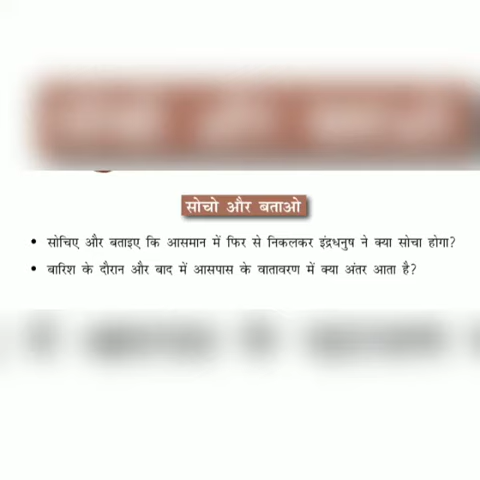 सोचो और बताओ
• सोचिए और बताइए कि आसमान में फिर से निकलकर इंद्रधनुष ने क्या सोचा होगा?
• बारिश के दौरान और बाद में आसपास के वातावरण में क्या अंतर आता है?